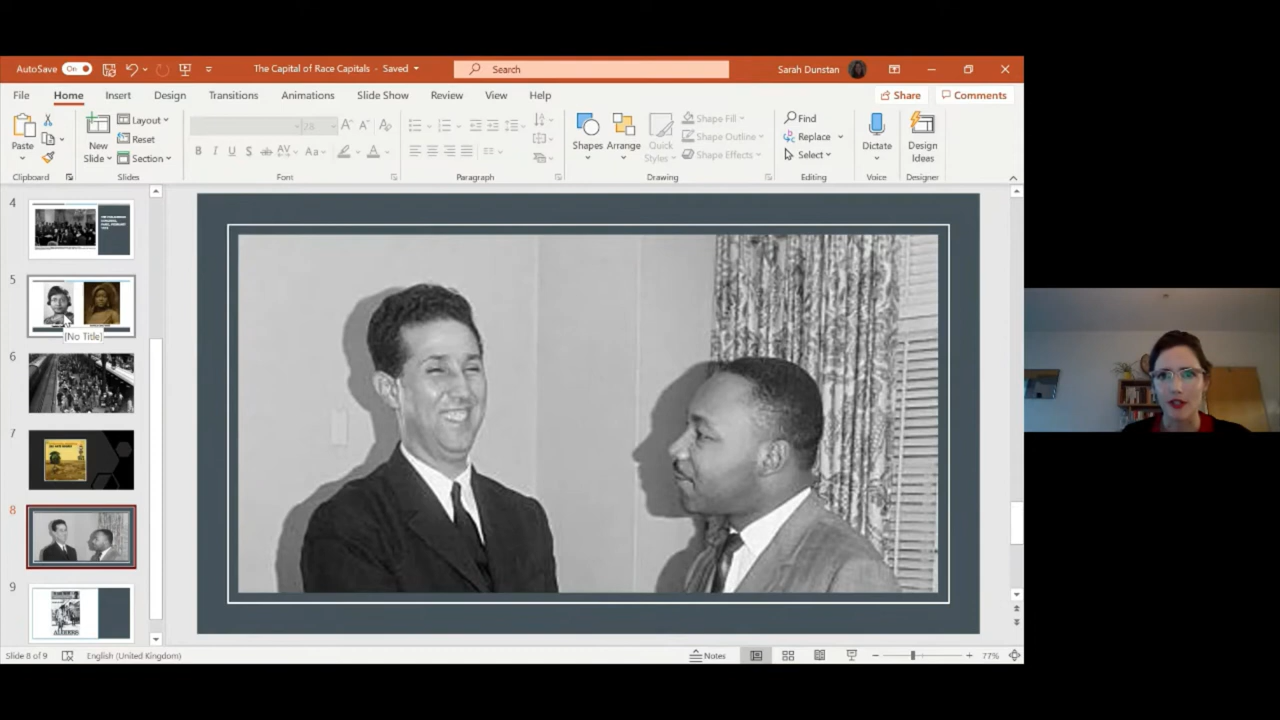 AutoSave On The Capital of Race Capitals - Saved Search Sarah Dunstan
File Home Insert Design Transitions Animations Slide Show Review View Help Share Comments
Paste
Clipboard
New
Slide
Layout
Reset
Section
Slides
B I U S ab AV Aa A
Font
Paragraph
Shapes
Arrange
Quick
Styles
Shape Fill
Shape Outline
Shape Effects
Drawing
Find
Replace
Select
Editing
Dictate
Voice
Design
Ideas
Designer
4
5
[No Title]
6
7
8
9
Slide 8 of 9 English (United Kingdom) Notes 77%